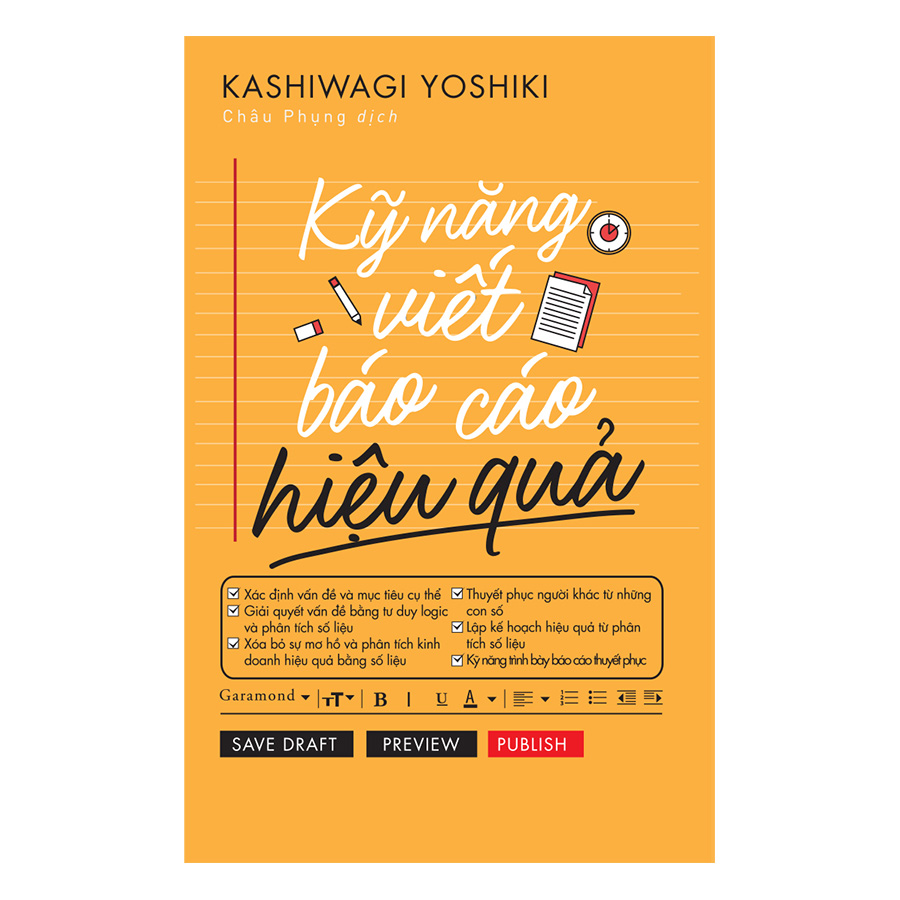 KASHIWAGI YOSHIKI
Châu Phụng dịch
Kỹ năng
viết
báo cáo
hiệu quả
Xác định vấn đề và mục tiêu cụ thể
Giải quyết vấn đề bằng tư duy logic
và phân tích số liệu
Xóa bỏ sự mơ hồ và phân tích kinh
doanh hiệu quả bằng số liệu
Thuyết phục người khác từ những
con số
Lập kế hoạch hiệu quả từ phân
tích số liệu
Kỹ năng trình bày báo cáo thuyết phục
Garamond TT B I U A
SAVE DRAFT PREVIEW PUBLISH